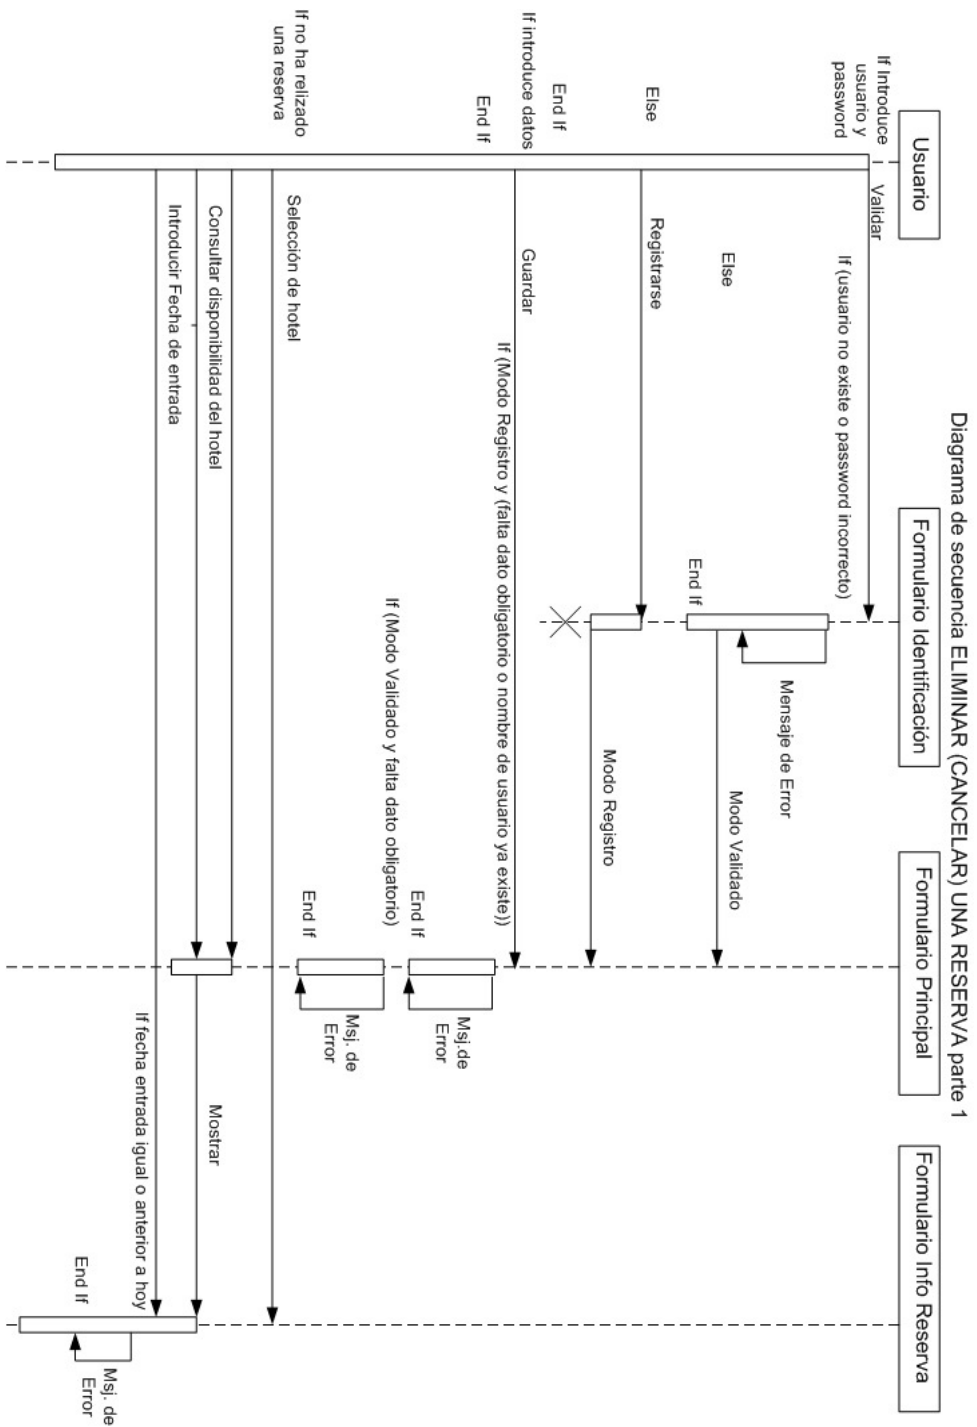 Diagrama de secuencia ELIMINAR (CANCELAR) UNA RESERVA parte 1
Usuario
Formulario Identificación
Formulario Principal
Formulario Info Reserva
If Introduce
usuario y
password
Validar
If (usuario no existe o password incorrecto)
Mensaje de Error
Else
Modo Validado
End If
Else
Registrarse
Modo Registro
End If
If introduce datos
Guardar
If (Modo Registro y (falta dato obligatorio o nombre de usuario ya existe))
Msj.de
Error
End If
End If
If (Modo Validado y falta dato obligatorio)
Msj. de
Error
End If
If no ha relizado
una reserva
Selección de hotel
Consultar disponibilidad del hotel
Mostrar
Introducir Fecha de entrada
If fecha entrada igual o anterior a hoy
Msj. de
Error
End If